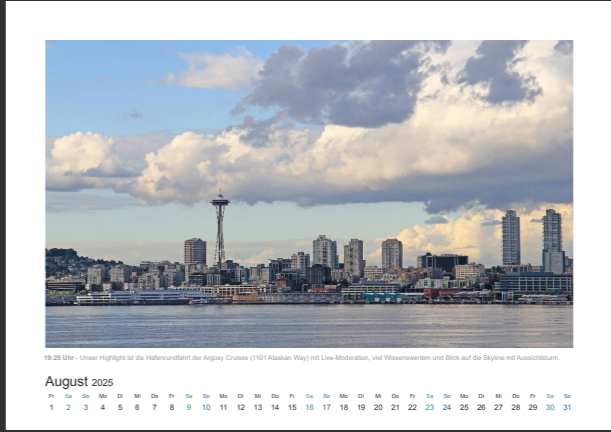 19:25 Uhr - Unser Highlight ist die Hafenrundfahrt der Argosy Cruises (1101 Alaskan Way) mit Live-Moderation, viel Wissenswertem und Blick auf die Skyline mit Aussichtsturm.
August 2025
Fr Sa So Mo Di Mi Do Fr Sa So Mo Di Mi Do Fr Sa So Mo Di Mi Do Fr Sa So Mo Di Mi Do Fr Sa So
1 2 3 4 5 6 7 8 9 10 11 12 13 14 15 16 17 18 19 20 21 22 23 24 25 26 27 28 29 30 31